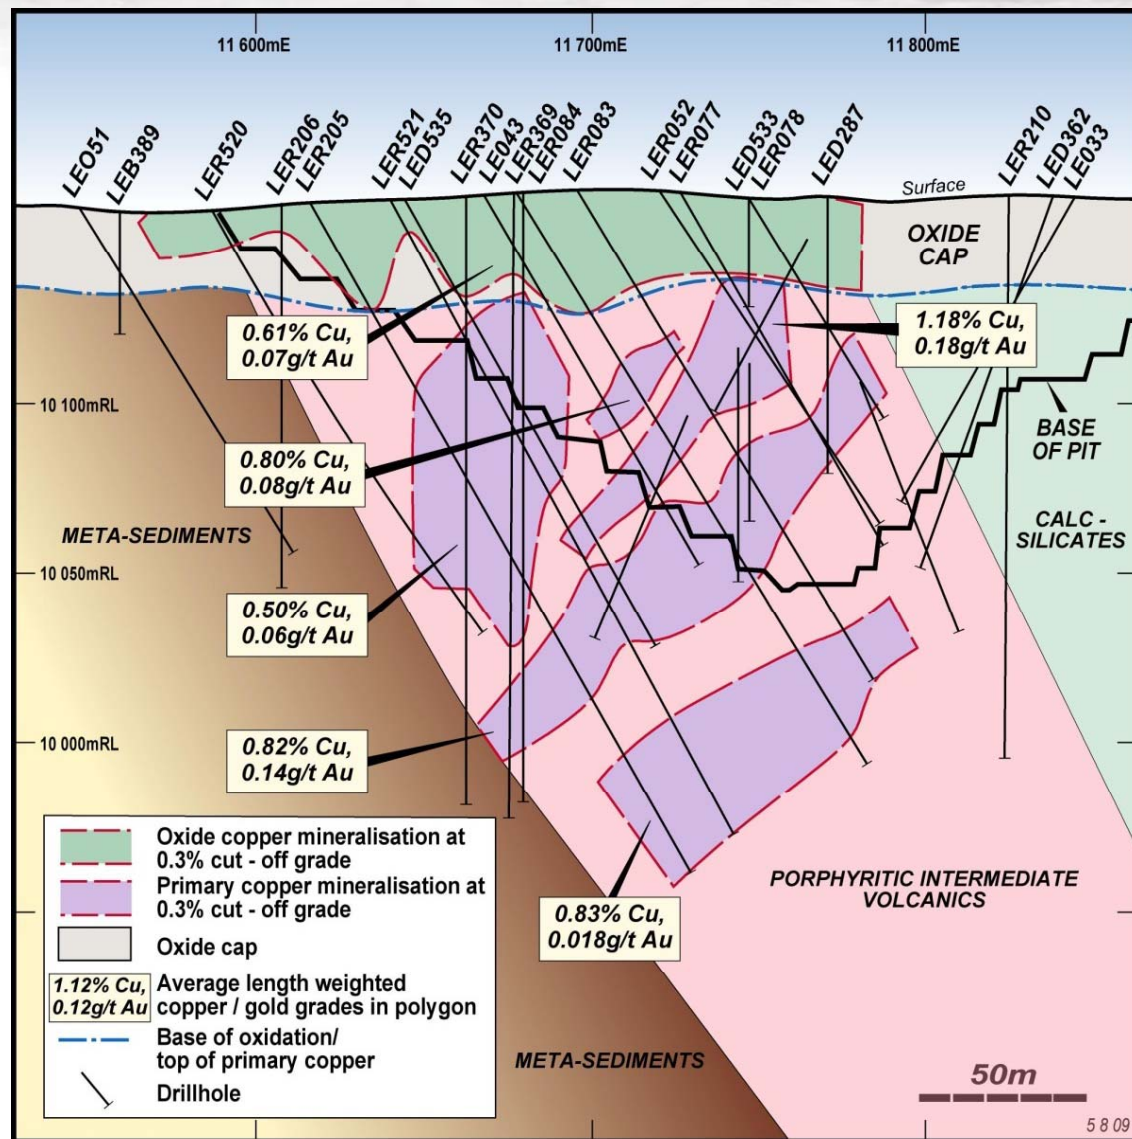 11 600mE
11 700mE
11 800mE
LEO51
LEB389
LER520
LER206
LER205
LER521
LED535
LER370
LE043
LER369
LER084
LER083
LER052
LER077
LED533
LER078
LED287
LER210
LED362
LE033
Surface
OXIDE
CAP
0.61% Cu,
0.07g/t Au
1.18% Cu,
0.18g/t Au
10 100mRL
BASE
OF PIT
0.80% Cu,
0.08g/t Au
META-SEDIMENTS
CALC -
SILICATES
10 050mRL
0.50% Cu,
0.06g/t Au
10 000mRL
0.82% Cu,
0.14g/t Au
Oxide copper mineralisation at
0.3% cut - off grade
Primary copper mineralisation at
0.3% cut - off grade
Oxide cap
1.12% Cu,
0.12g/t Au
Average length weighted
copper / gold grades in polygon
Base of oxidation/
top of primary copper
Drillhole
PORPHYRITIC INTERMEDIATE
VOLCANICS
0.83% Cu,
0.018g/t Au
META-SEDIMENTS
50m
5 8 09